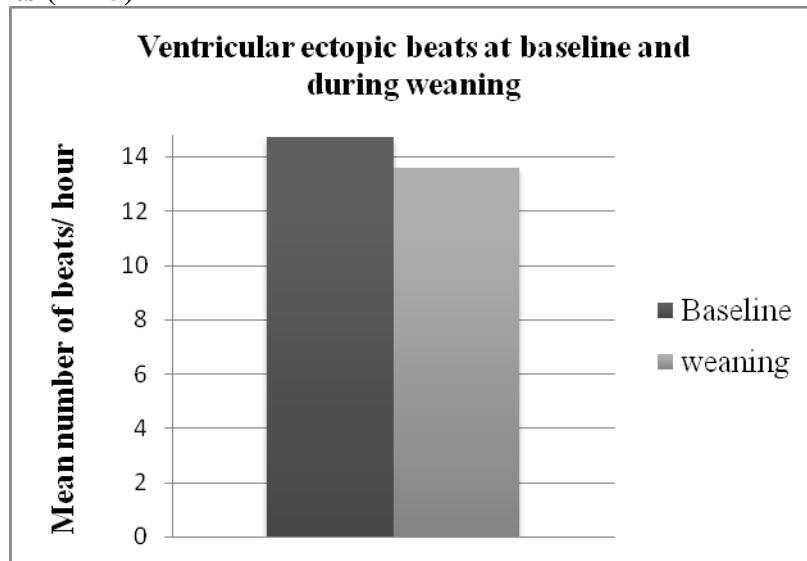 Ventricular ectopic beats at baseline and
during weaning
Mean number of beats/ hour
14
12
10
8
6
4
2
0
Baseline
weaning